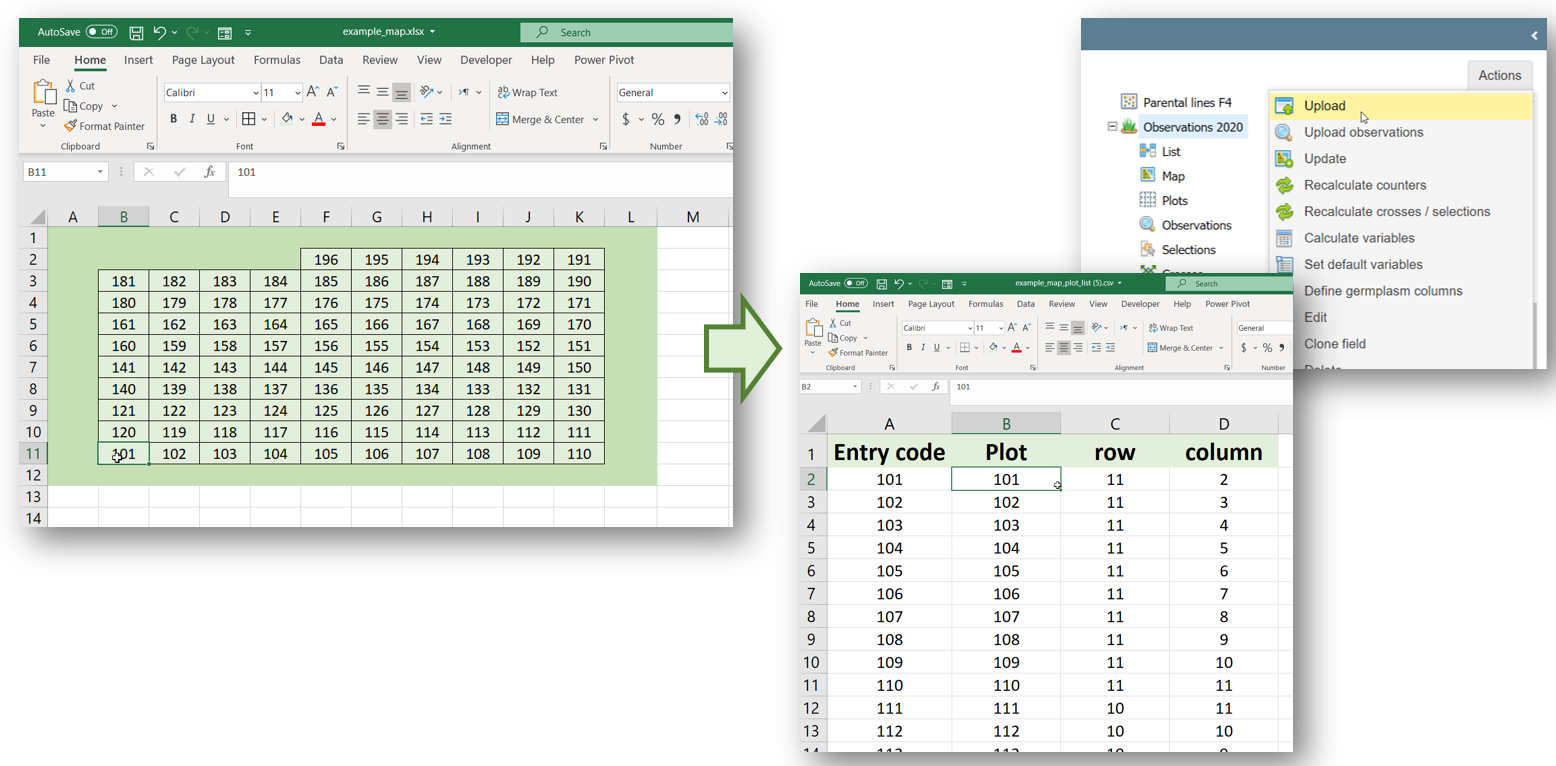 AutoSave Off example_map.xlsx Search
File Home Insert Page Layout Formulas Data Review View Developer Help Power Pivot
Paste
Cut
Copy
Format Painter
Calibri 11 A A
B I U A
ab Wrap Text
Merge & Center
General
$ % 9 .00 .00
Clipboard Font Alignment Number
B11 fx 101
A B C D E F G H I J K L M
1
2 196 195 194 193 192 191
3 181 182 183 184 185 186 187 188 189 190
4 180 179 178 177 176 175 174 173 172 171
5 161 162 163 164 165 166 167 168 169 170
6 160 159 158 157 156 155 154 153 152 151
7 141 142 143 144 145 146 147 148 149 150
8 140 139 138 137 136 135 134 133 132 131
9 121 122 123 124 125 126 127 128 129 130
10 120 119 118 117 116 115 114 113 112 111
11 101 102 103 104 105 106 107 108 109 110
12
13
14
Actions
Parental lines F4
Observations 2020
List
Map
Plots
Observations
Selections
Upload
Upload observations
Update
Recalculate counters
Recalculate crosses / selections
Calculate variables
Set default variables
Define germplasm columns
Edit
Clone field
AutoSave Off example_map_plot_list (5).csv Search
File Home Insert Page Layout Formulas Data Review View Developer Help Power Pivot
Paste
Cut
Copy
Format Painter
Calibri 11 A A
B I U A
ab Wrap Text
Merge & Center
General
$ %
Clipboard Font Alignment Number
B2 fx 101
A B C D
1 Entry code Plot row column
2 101 101 11 2
3 102 102 11 3
4 103 103 11 4
5 104 104 11 5
6 105 105 11 6
7 106 106 11 7
8 107 107 11 8
9 108 108 11 9
10 109 109 11 10
11 110 110 11 11
12 111 111 10 11
13 112 112 10 10